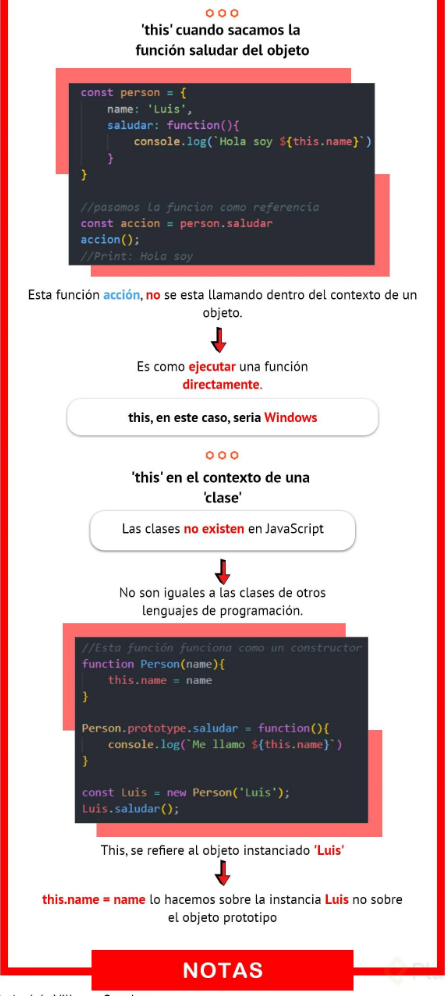 'this' cuando sacamos la
función saludar del objeto
const person = {
name: 'Luis',
saludar: function(){
console.log(`Hola soy ${this.name}`)
}
}
//pasamos la funcion como referencia
const accion = person.saludar
accion();
//Print: Hola soy
Esta función acción, no se esta llamando dentro del contexto de un
objeto.
Es como ejecutar una función
directamente.
this, en este caso, seria Windows
'this' en el contexto de una
'clase'
Las clases no existen en JavaScript
No son iguales a las clases de otros
lenguajes de programación.
//Esta función funciona como un constructor
function Person(name){
this.name = name
}
Person.prototype.saludar = function(){
console.log(`Me llamo ${this.name}`)
}
const Luis = new Person('Luis');
Luis.saludar();
This, se refiere al objeto instanciado 'Luis'
this.name = name lo hacemos sobre la instancia Luis no sobre
el objeto prototipo
NOTAS